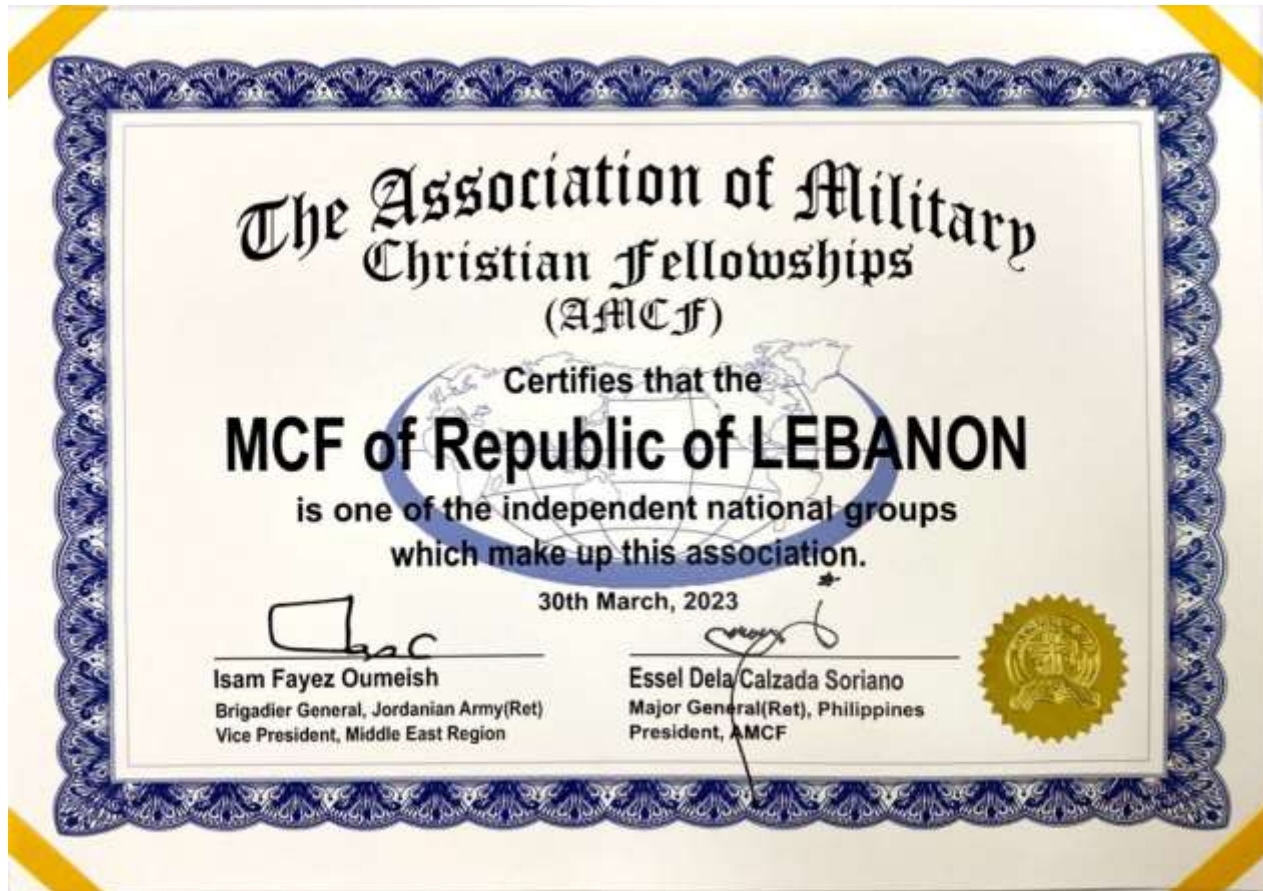 The Association of Military
Christian Fellowships
(AMCF)
Certifies that the
MCF of Republic of LEBANON
is one of the independent national groups
which make up this association.
30th March, 2023
Isam Fayez Oumeish
Brigadier General, Jordanian Army(Ret)
Vice President, Middle East Region
Essel Dela Calzada Soriano
Major General(Ret), Philippines
President, AMCF